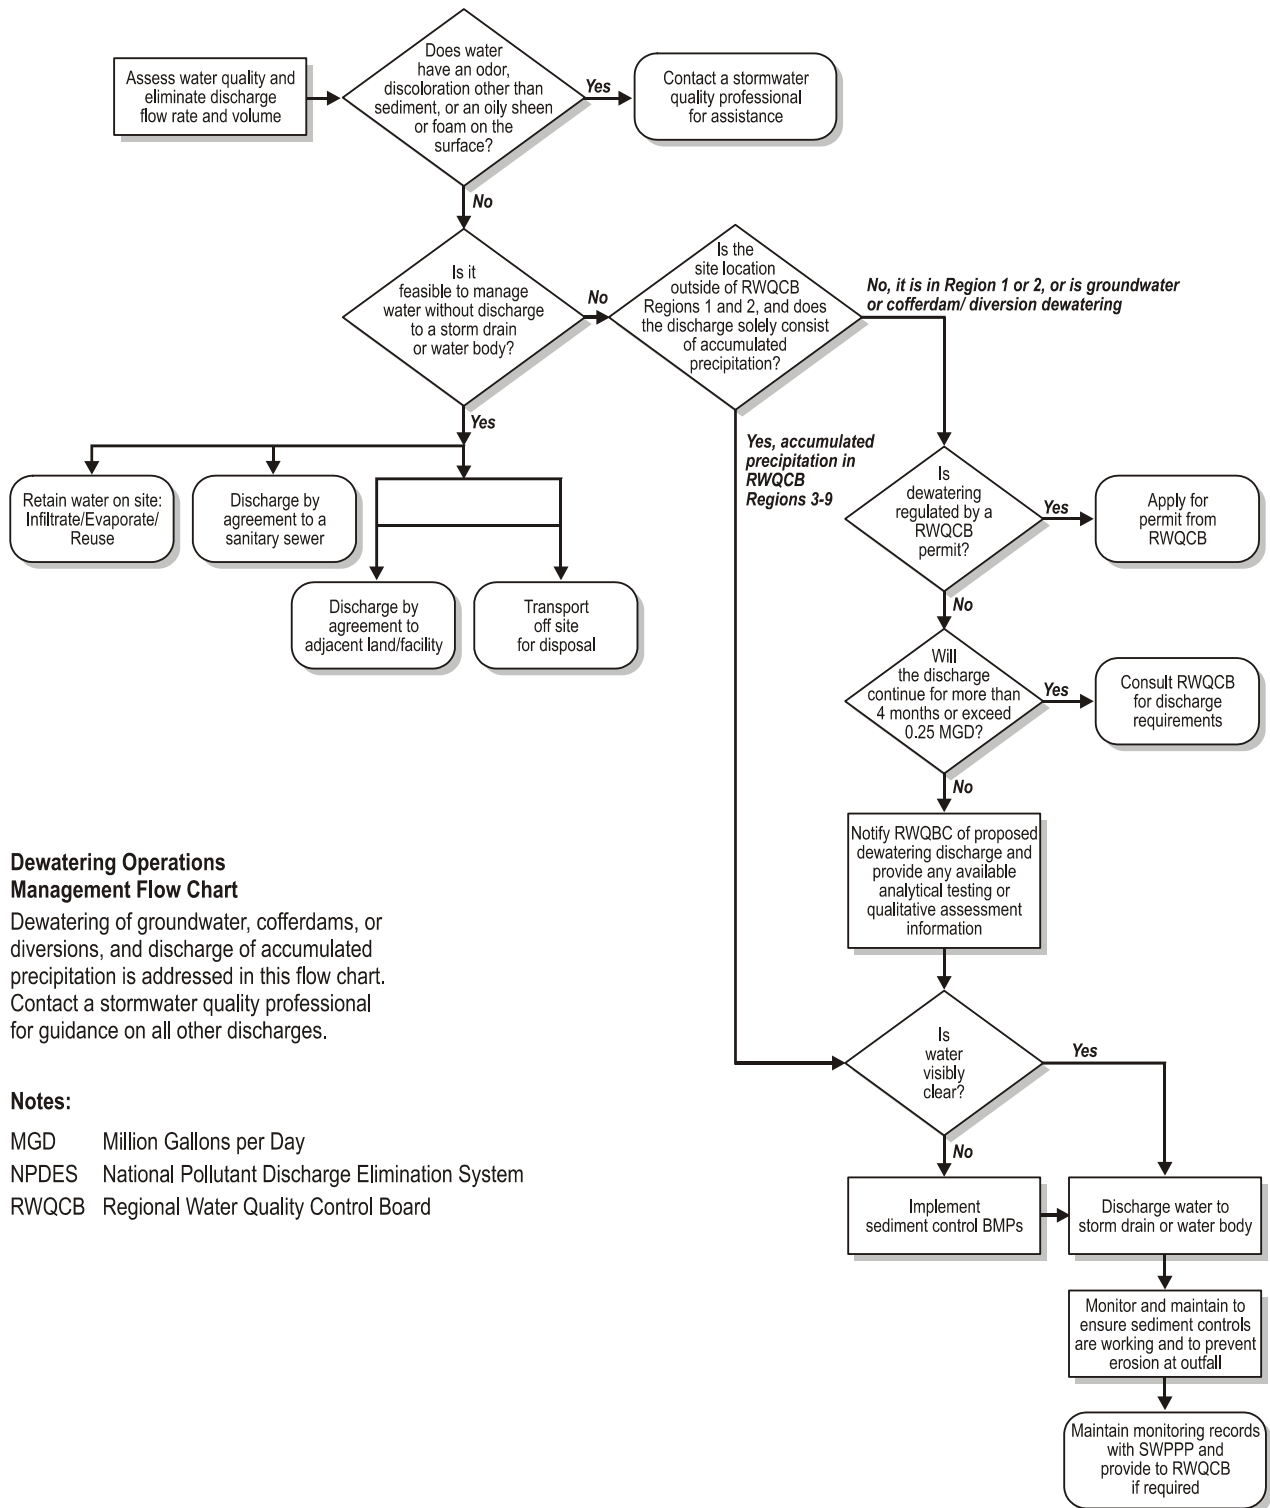 Assess water quality and
eliminate discharge
flow rate and volume
Does water
have an odor,
discoloration other than
sediment, or an oily sheen
or foam on the
surface?
Yes
Contact a stormwater
quality professional
for assistance
No
Is it
feasible to manage
water without discharge
to a storm drain
or water body?
No
Is the
site location
outside of RWQCB
Regions 1 and 2, and does
the discharge solely consist
of accumulated
precipitation?
No, it is in Region 1 or 2, or is groundwater
or cofferdam/ diversion dewatering
Yes
Retain water on site:
Infiltrate/Evaporate/
Reuse
Discharge by
agreement to a
sanitary sewer
Discharge by
agreement to
adjacent land/facility
Transport
off site
for disposal
Yes, accumulated
precipitation in
RWQCB
Regions 3-9
Is
dewatering
regulated by a
RWQCB
permit?
Yes
Apply for
permit from
RWQCB
No
Will
the discharge
continue for more than
4 months or exceed
0.25 MGD?
Yes
Consult RWQCB
for discharge
requirements
No
Notify RWQBC of proposed
dewatering discharge and
provide any available
analytical testing or
qualitative assessment
information
Is
water
visibly
clear?
Yes
No
Implement
sediment control BMPs
Discharge water to
storm drain or water body
Monitor and maintain to
ensure sediment controls
are working and to prevent
erosion at outfall
Maintain monitoring records
with SWPPP and
provide to RWQCB
if required
Dewatering Operations
Management Flow Chart
Dewatering of groundwater, cofferdams, or
diversions, and discharge of accumulated
precipitation is addressed in this flow chart.
Contact a stormwater quality professional
for guidance on all other discharges.
Notes:
MGD Million Gallons per Day
NPDES National Pollutant Discharge Elimination System
RWQCB Regional Water Quality Control Board